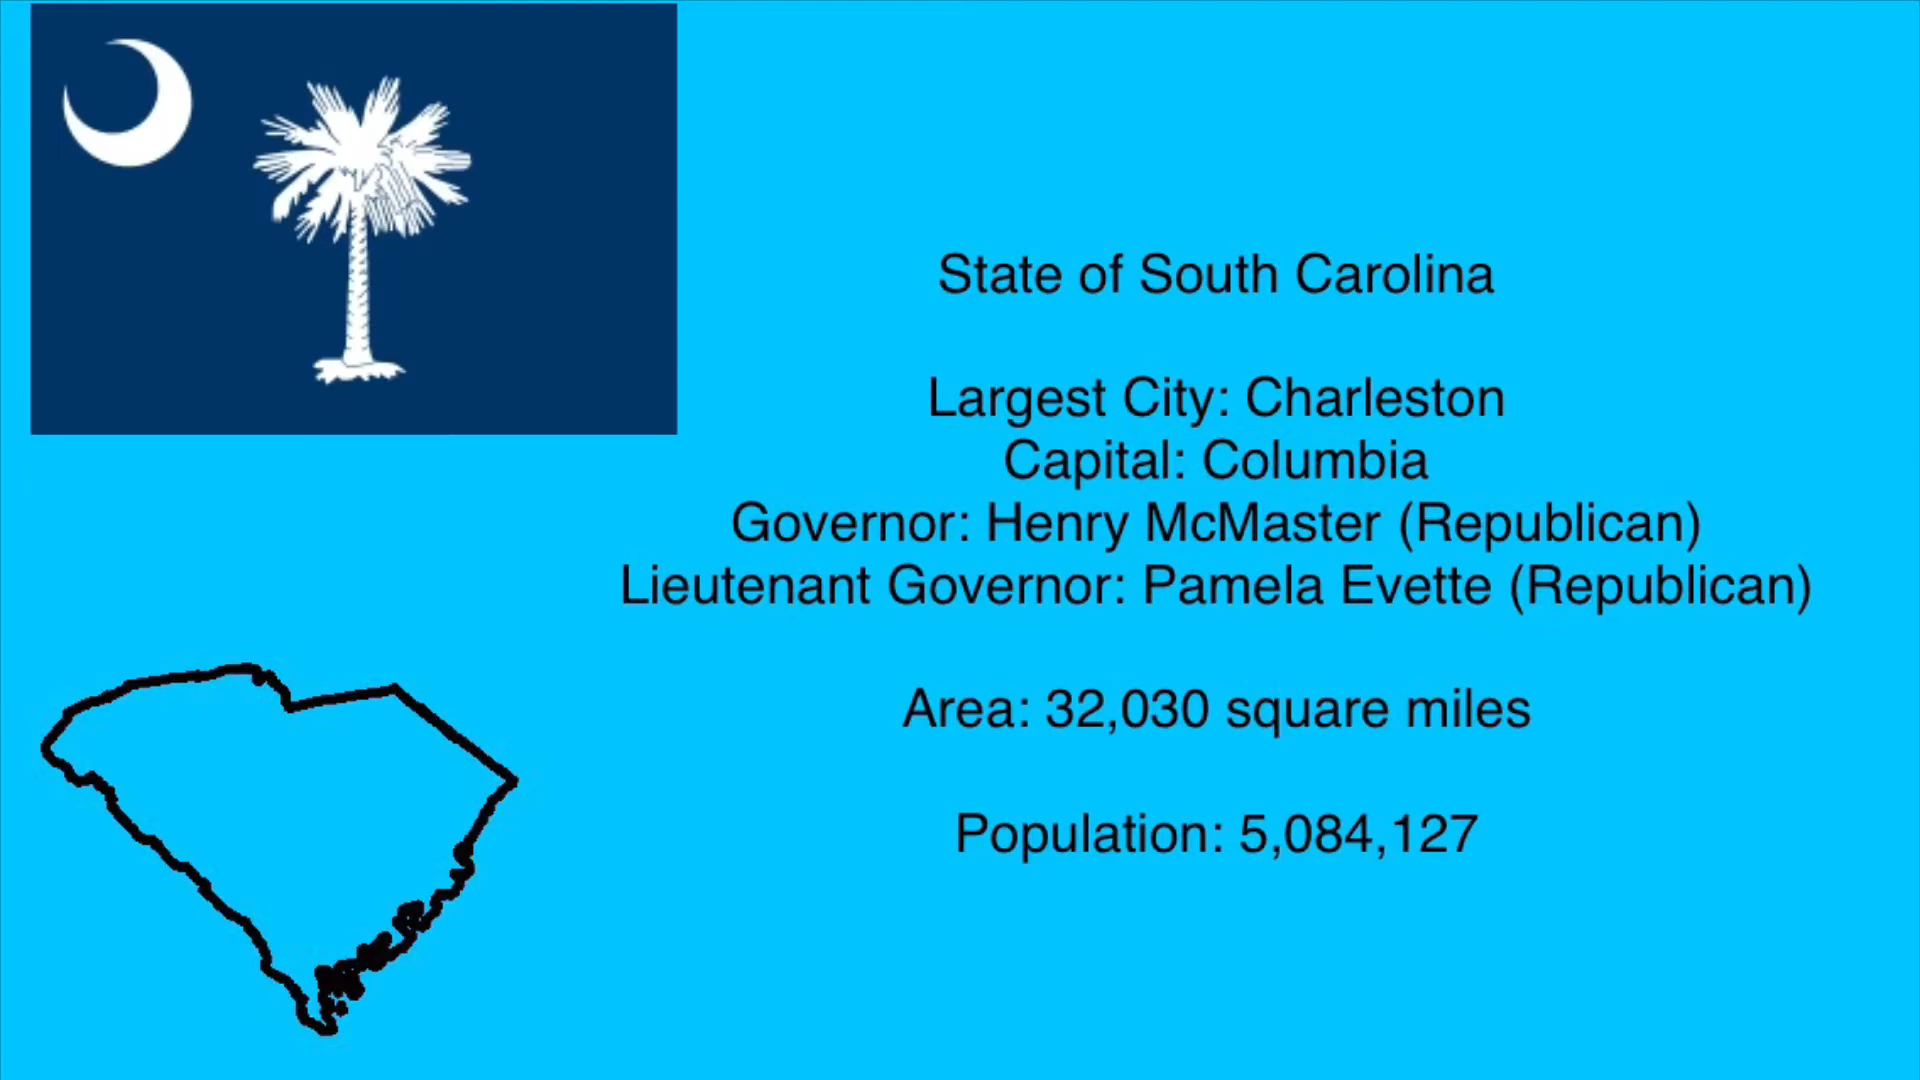 State of South Carolina
Largest City: Charleston
Capital: Columbia
Governor: Henry McMaster (Republican)
Lieutenant Governor: Pamela Evette (Republican)
Area: 32,030 square miles
Population: 5,084,127